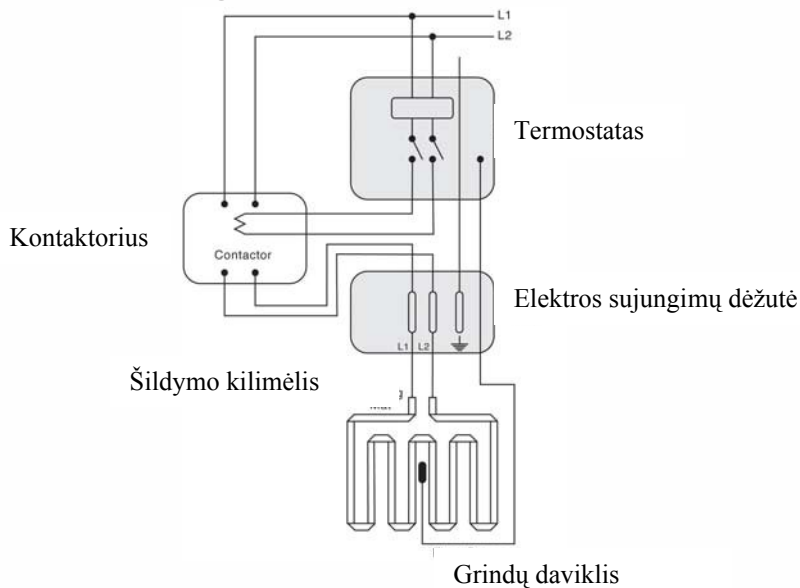 L1
L2
Termostatas
Kontaktorius
Contactor
Elektros sujungimų dėžutė
L1 L2
Šildymo kilimėlis
Grindų daviklis